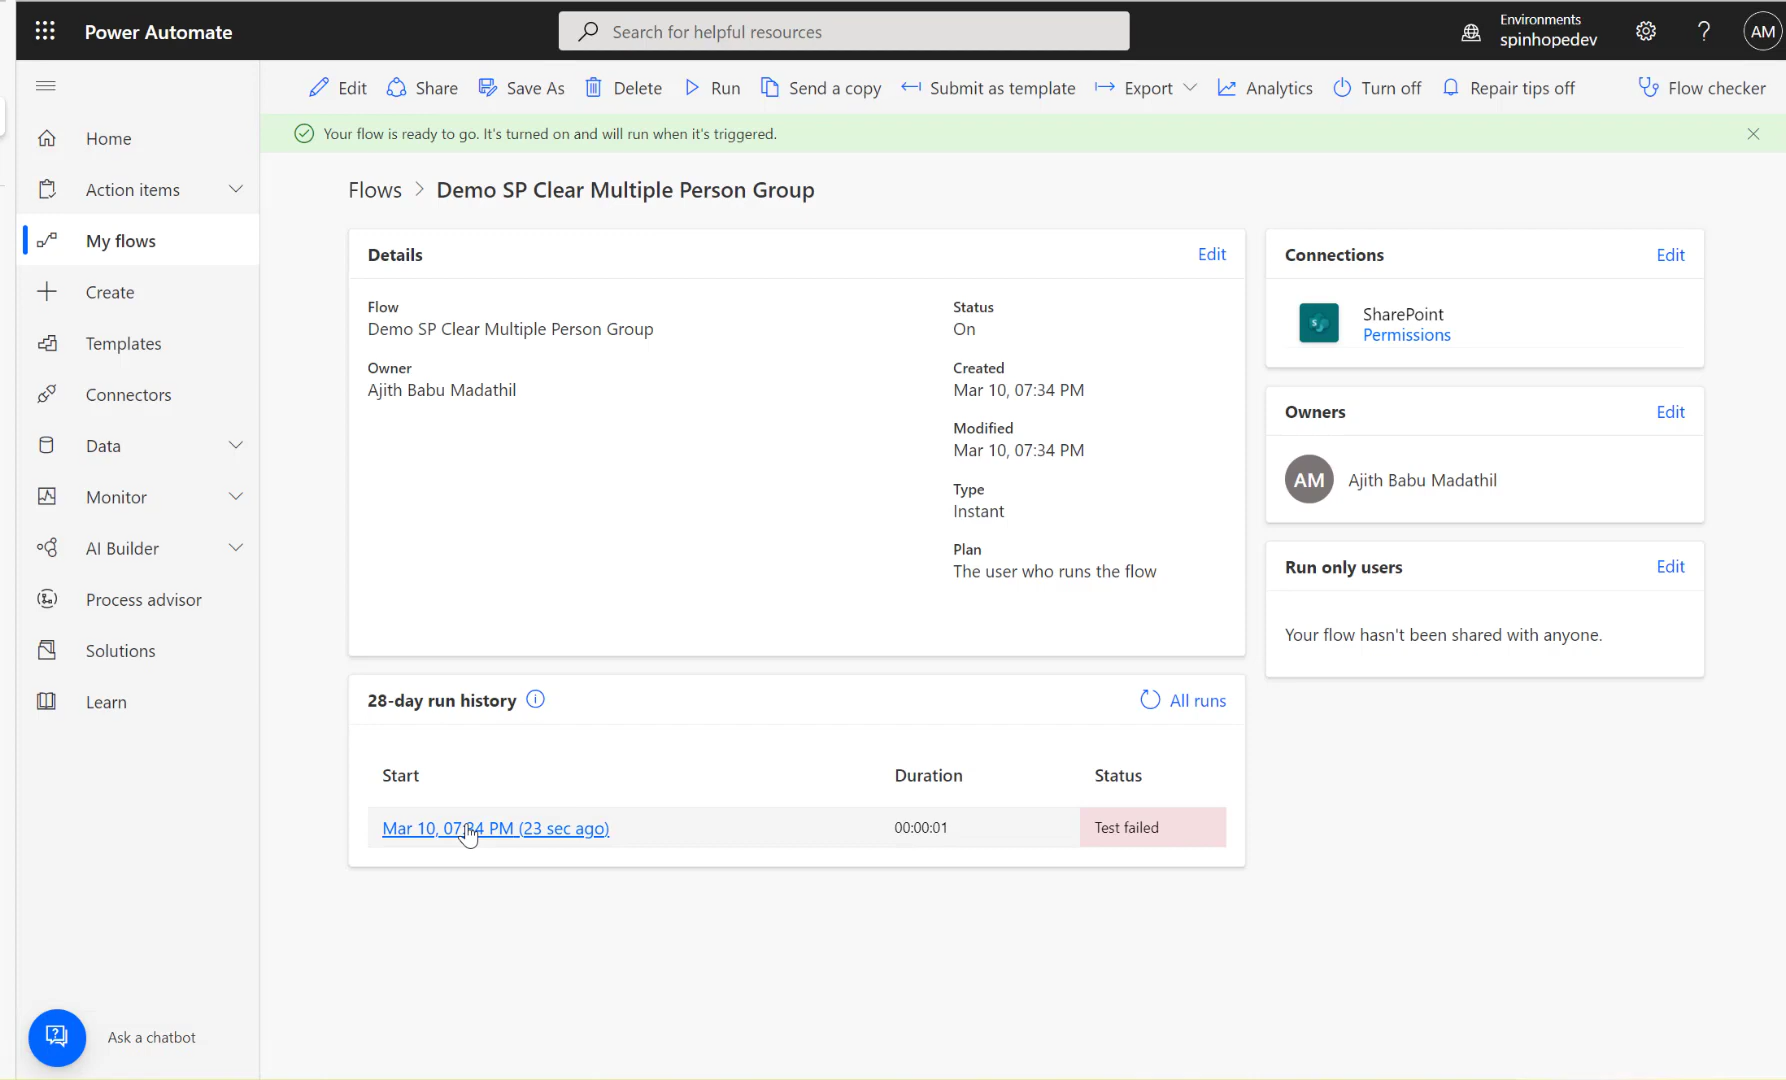 Power Automate
Search for helpful resources
Environments
spinhopedev
AM
Edit
Share
Save As
Delete
Run
Send a copy
Submit as template
Export
Analytics
Turn off
Repair tips off
Flow checker
Your flow is ready to go. It's turned on and will run when it's triggered.
Home
Action items
My flows
Create
Templates
Connectors
Data
Monitor
AI Builder
Process advisor
Solutions
Learn
Ask a chatbot
Flows > Demo SP Clear Multiple Person Group
Details
Edit
Flow
Demo SP Clear Multiple Person Group
Owner
Ajith Babu Madathil
Status
On
Created
Mar 10, 07:34 PM
Modified
Mar 10, 07:34 PM
Type
Instant
Plan
The user who runs the flow
28-day run history
All runs
Start
Duration
Status
Mar 10, 07:34 PM (23 sec ago)
00:00:01
Test failed
Connections
Edit
SharePoint
Permissions
Owners
Edit
AM
Ajith Babu Madathil
Run only users
Edit
Your flow hasn't been shared with anyone.